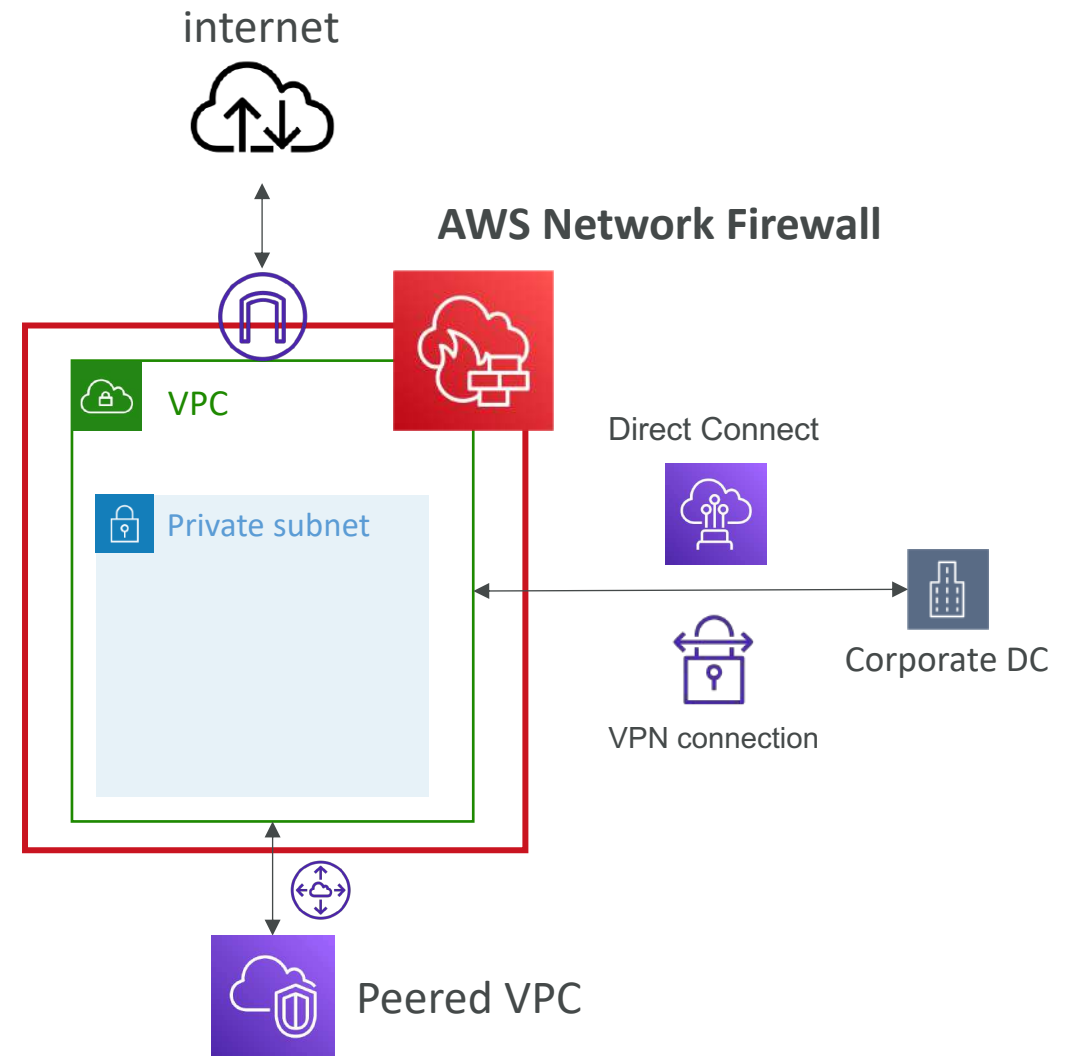 internet
AWS Network Firewall
VPC
Direct Connect
Private subnet
Corporate DC
VPN connection
Peered VPC